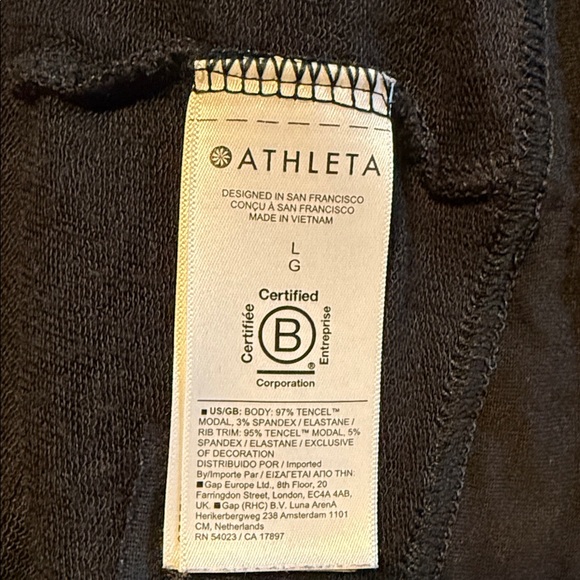 ATHLETA
DESIGNED IN SAN FRANCISCO
CONÇU À SAN FRANCISCO
MADE IN VIETNAM
L
G
Certified
Certifiée
B
Entreprise
®
Corporation
■ US/GB: BODY: 97% TENCEL™
MODAL, 3% SPANDEX / ELASTANE /
RIB TRIM: 95% TENCEL™ MODAL, 5%
SPANDEX / ELASTANE / EXCLUSIVE
OF DECORATION
DISTRIBUIDO POR / Imported
By/Importe Par / ΕΙΣΑΓΕΤΑΙ ΑΠΟ ΤΗΝ:
■Gap Europe Ltd., 8th Floor, 20
Farringdon Street, London, EC4A 4AB,
UK. ■Gap (RHC) B.V. Luna ArenA
Herikerbergweg 238 Amsterdam 1101
CM, Netherlands
RN 54023 / CA 17897